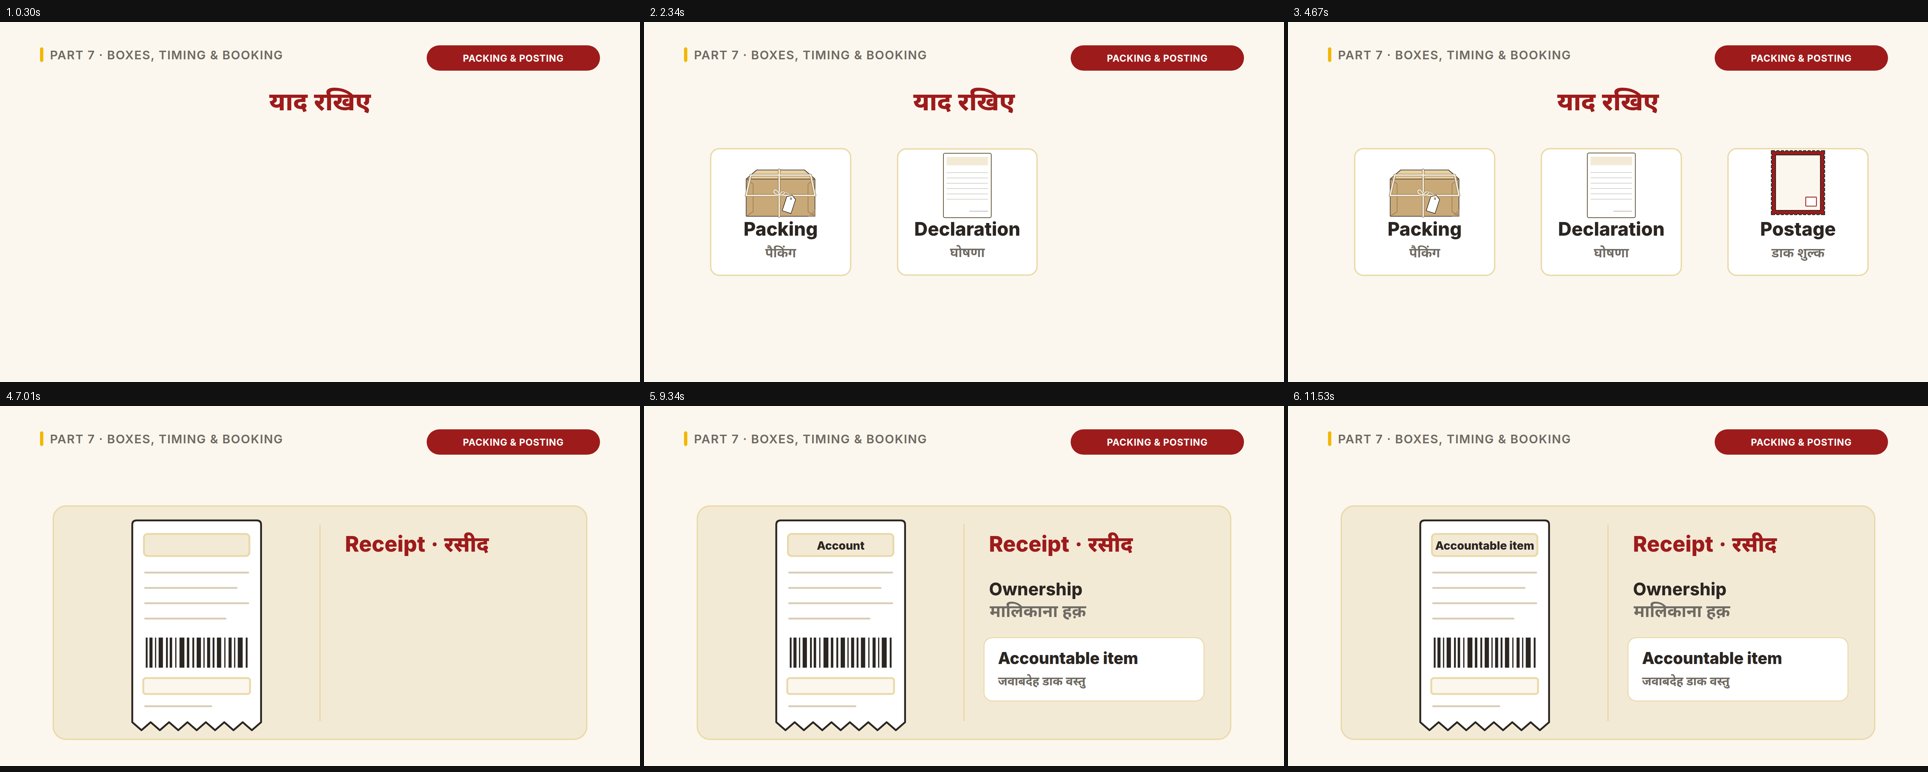 1. 0.30s
PART 7 · BOXES, TIMING & BOOKING
PACKING & POSTING
याद रखिए
2. 2.34s
PART 7 · BOXES, TIMING & BOOKING
PACKING & POSTING
याद रखिए
Packing
पैकिंग
Declaration
घोषणा
3. 4.67s
PART 7 · BOXES, TIMING & BOOKING
PACKING & POSTING
याद रखिए
Packing
पैकिंग
Declaration
घोषणा
Postage
डाक शुल्क
4. 7.01s
PART 7 · BOXES, TIMING & BOOKING
PACKING & POSTING
Receipt · रसीद
5. 9.34s
PART 7 · BOXES, TIMING & BOOKING
PACKING & POSTING
Account
Receipt · रसीद
Ownership
मालिकाना हक़
Accountable item
जवाबदेह डाक वस्तु
6. 11.53s
PART 7 · BOXES, TIMING & BOOKING
PACKING & POSTING
Accountable item
Receipt · रसीद
Ownership
मालिकाना हक़
Accountable item
जवाबदेह डाक वस्तु